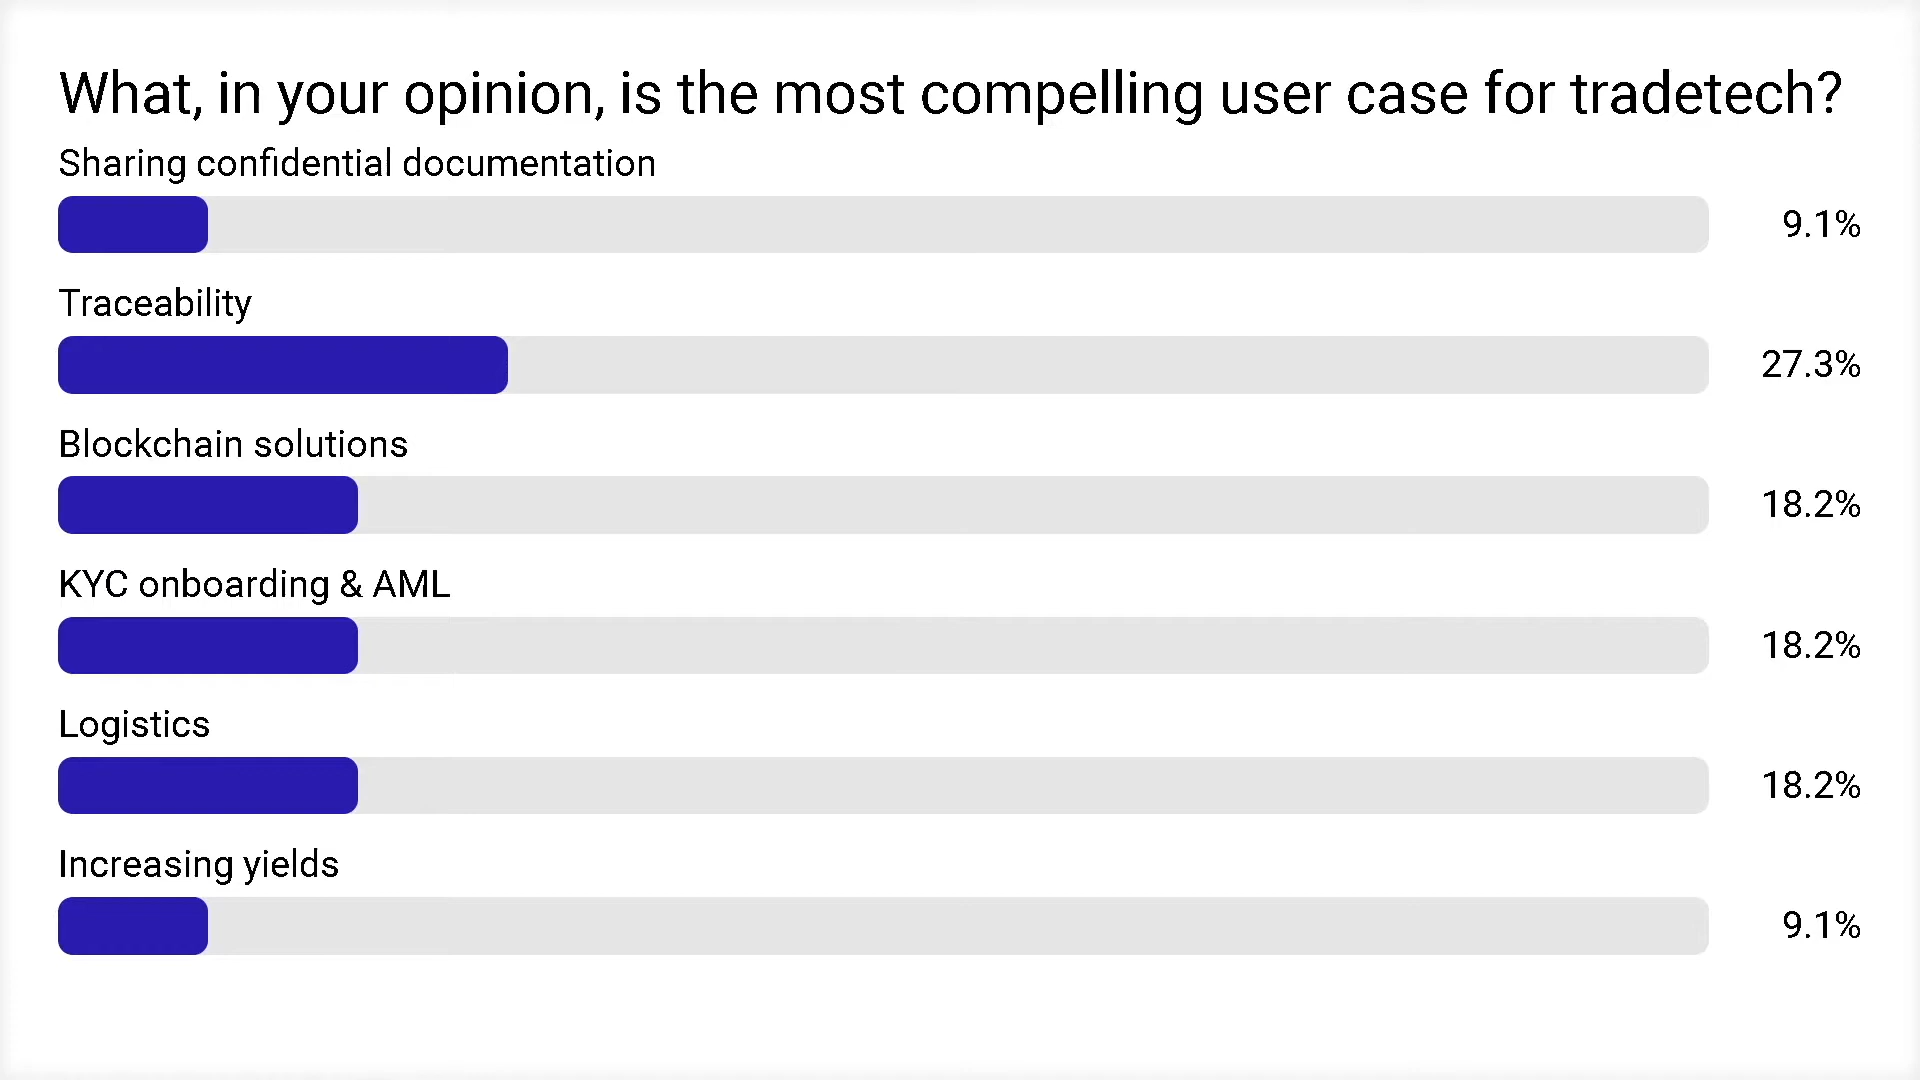 What, in your opinion, is the most compelling user case for tradetech?
Sharing confidential documentation
9.1%
Traceability
27.3%
Blockchain solutions
18.2%
KYC onboarding & AML
18.2%
Logistics
18.2%
Increasing yields
9.1%